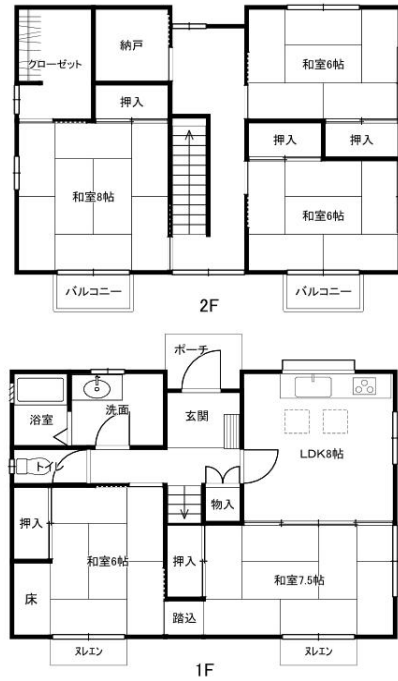 納戸
クローゼット
和室6帖
押入
押入
押入
和室8帖
和室6帖
バルコニー
バルコニー
2F
ポーチ
浴室
洗面
玄関
トイレ
LDK8帖
押入
物入
和室6帖
押入
和室7.5帖
床
踏込
ヌレエン
ヌレエン
1F